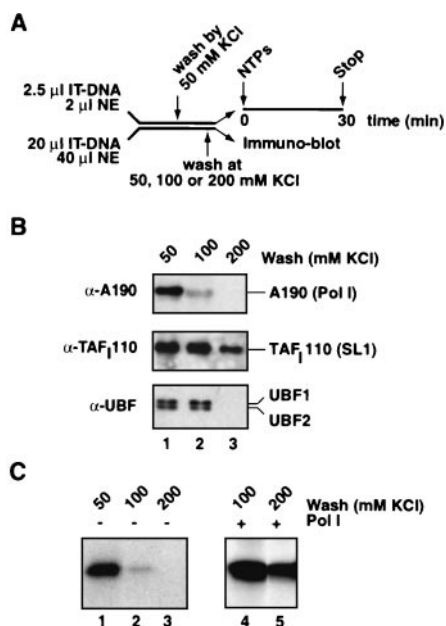 A
wash by
50 mM KCl
NTPs
Stop
2.5 µl IT-DNA
2 µl NE
0
30
time (min)
20 µl IT-DNA
40 µl NE
Immuno-blot
wash at
50, 100 or 200 mM KCl
B
50 100 200 Wash (mM KCl)
α-A190 A190 (Pol I)
α-TAFI110 TAFI110 (SL1)
α-UBF UBF1
UBF2
1 2 3
C
50 100 200 100 200 Wash (mM KCl)
- - - + + Pol I
1 2 3 4 5